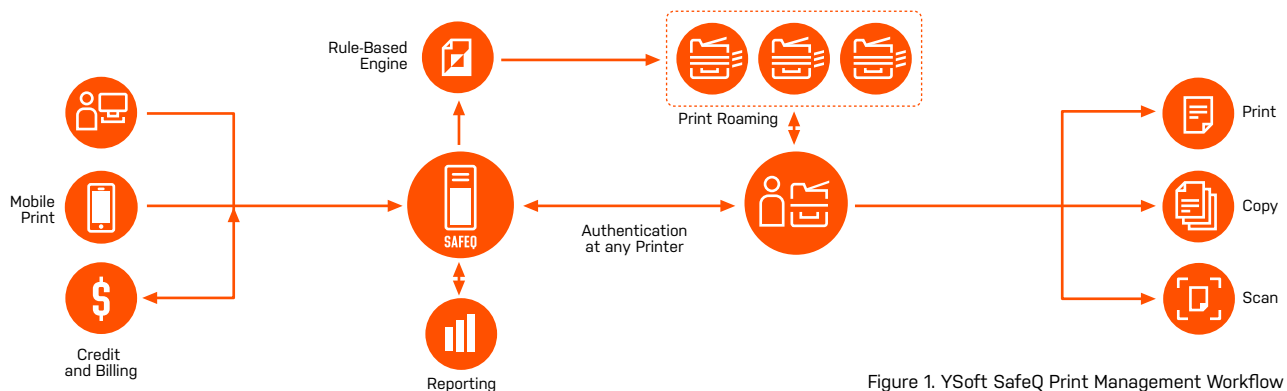 Rule-Based
Engine
Print Roaming
Print
Mobile
Print
SAFEQ
Authentication
at any Printer
Copy
$
Scan
Credit
and Billing
Reporting
Figure 1. YSoft SafeQ Print Management Workflow